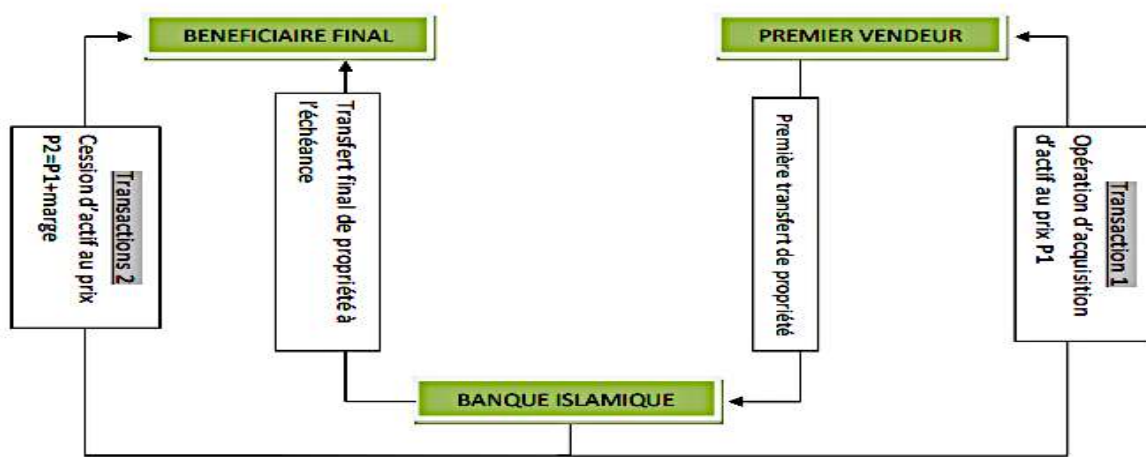 BENEFICIAIRE FINAL
PREMIER VENDEUR
Transactions 2
Cession d'actif au prix
P2=P1+marge
Transfert final de propriété à
l'échéance
Première transfert de propriété
Transaction 1
Opération d'acquisition
d'actif au prix P1
BANQUE ISLAMIQUE